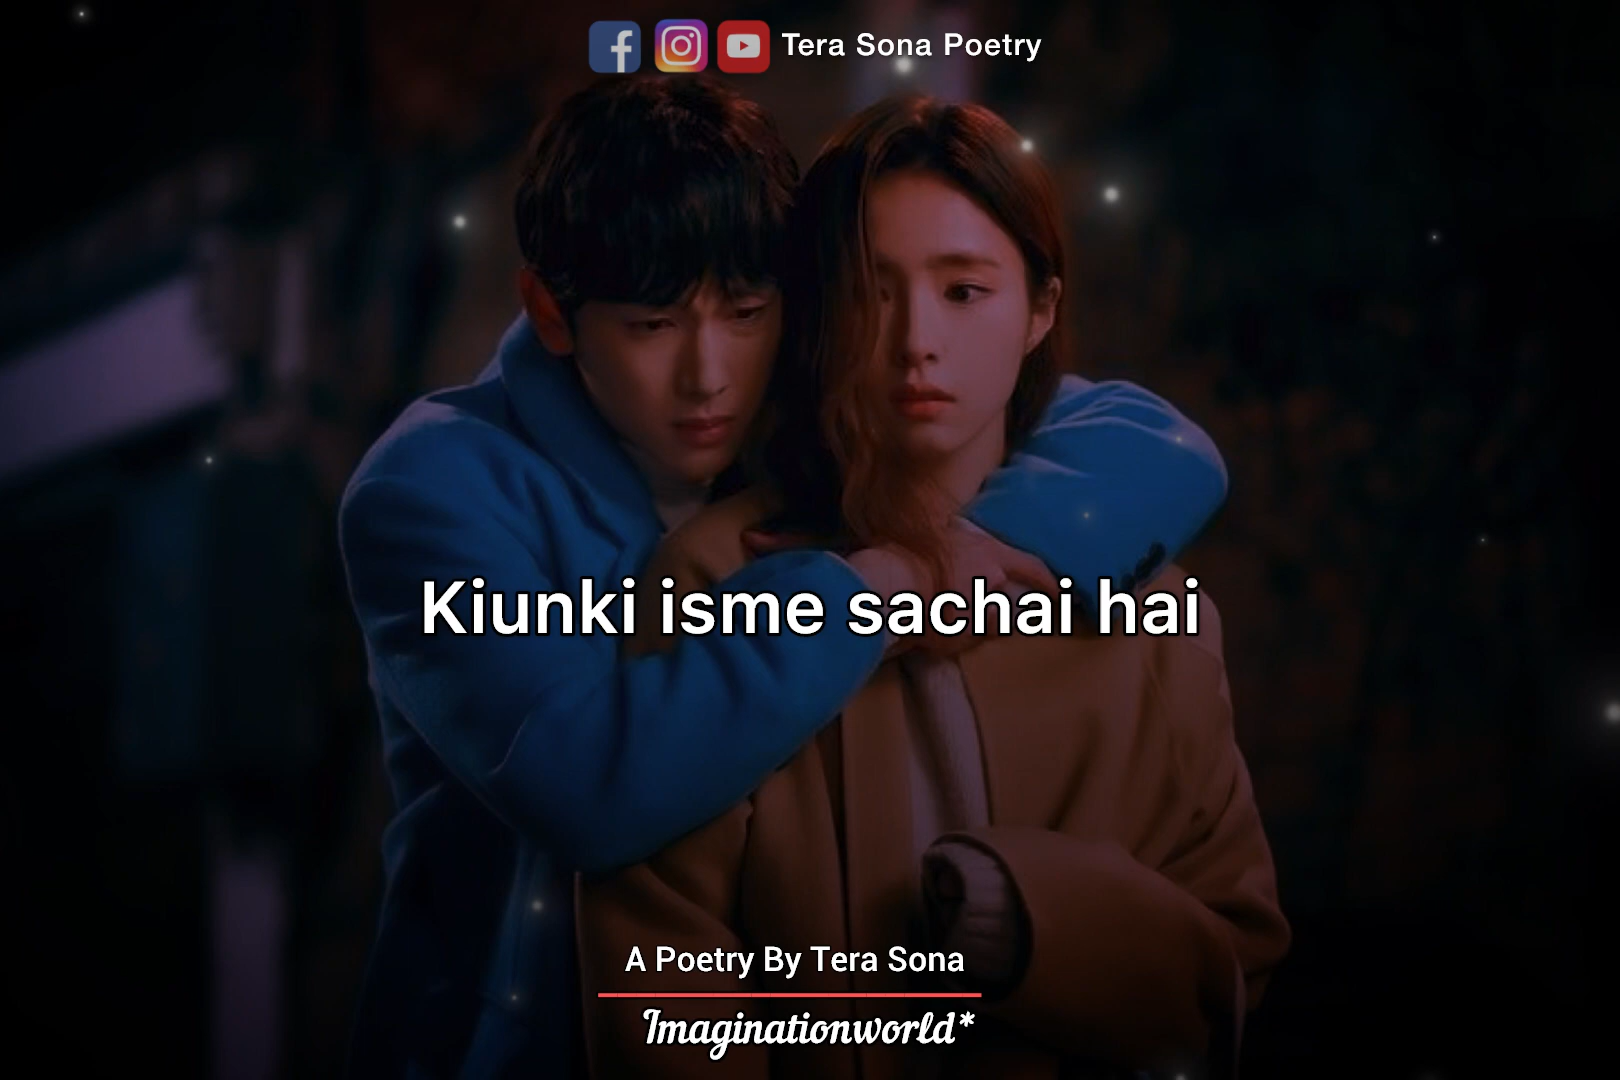 Tera Sona Poetry
Kiunki isme sachai hai
A Poetry By Tera Sona
Imaginationworld*